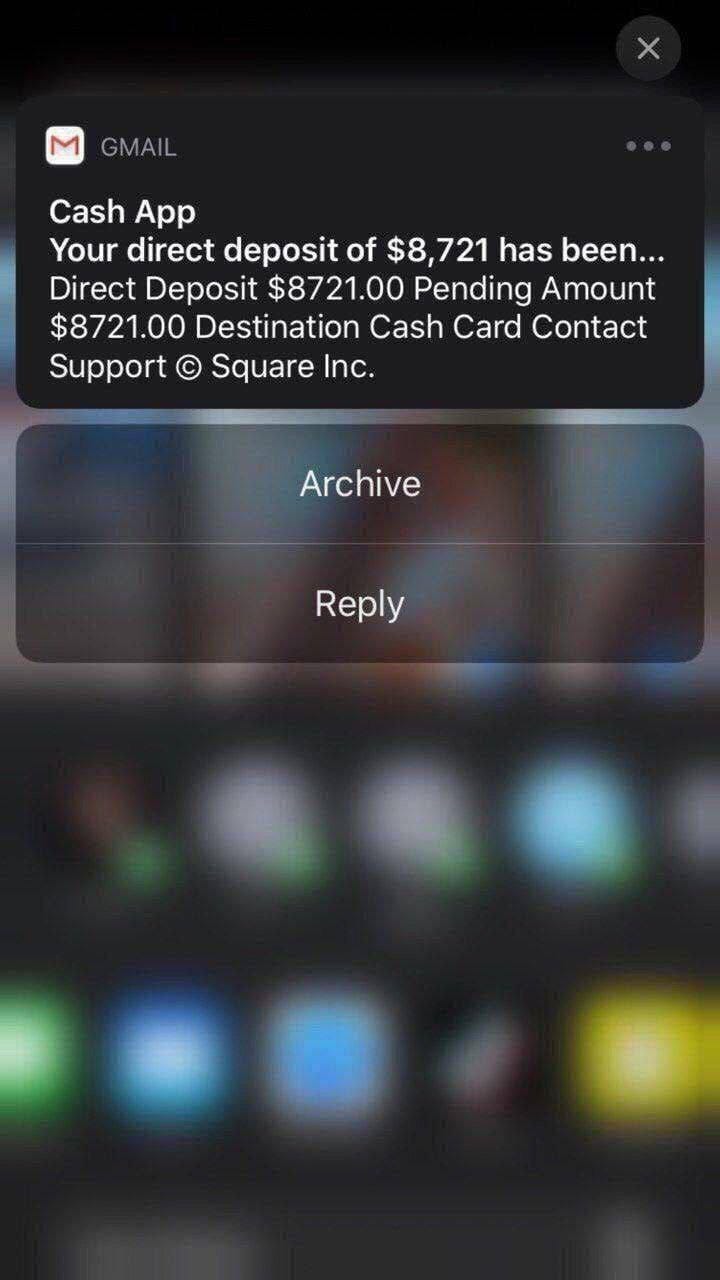 GMAIL
Cash App
Your direct deposit of $8,721 has been...
Direct Deposit $8721.00 Pending Amount
$8721.00 Destination Cash Card Contact
Support © Square Inc.
Archive
Reply